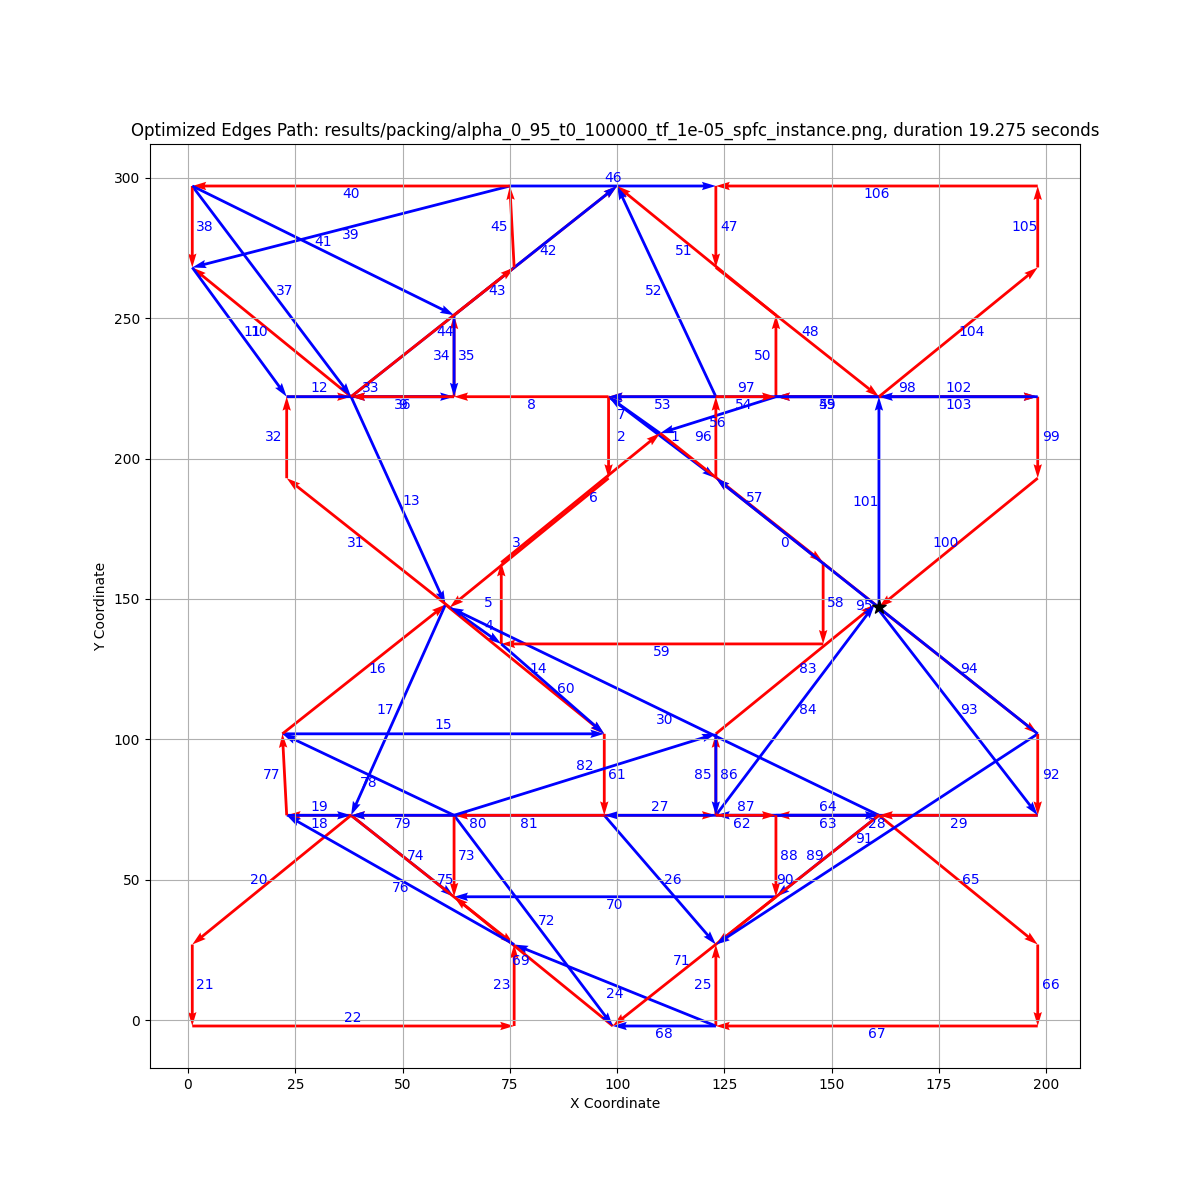 Optimized Edges Path: results/packing/alpha_0_95_t0_100000_tf_1e-05_spfc_instance.png, duration 19.275 seconds
300
250
200
150
100
50
0
Y Coordinate
0 25 50 75 100 125 150 175 200
X Coordinate
46
40 106
38 45 47 105
41 39 42 51
37 43 52
11 10 44 48 104
34 35 50
12 33 97 98 102
36 9 8 53 54 49 55 103
7 56
32 2 1 96 99
13 6 57 101
31 3 0 100
5 58 95
4
59
16 14 83 94
60
17 30 84 93
15
77 78 82 61 85 86 92
19 27 87 64
18 79 80 81 62 63 28 29
91
74 73 88 89
20 75 76 26 90 65
70
72
69 71
21 23 24 25 66
22
68 67